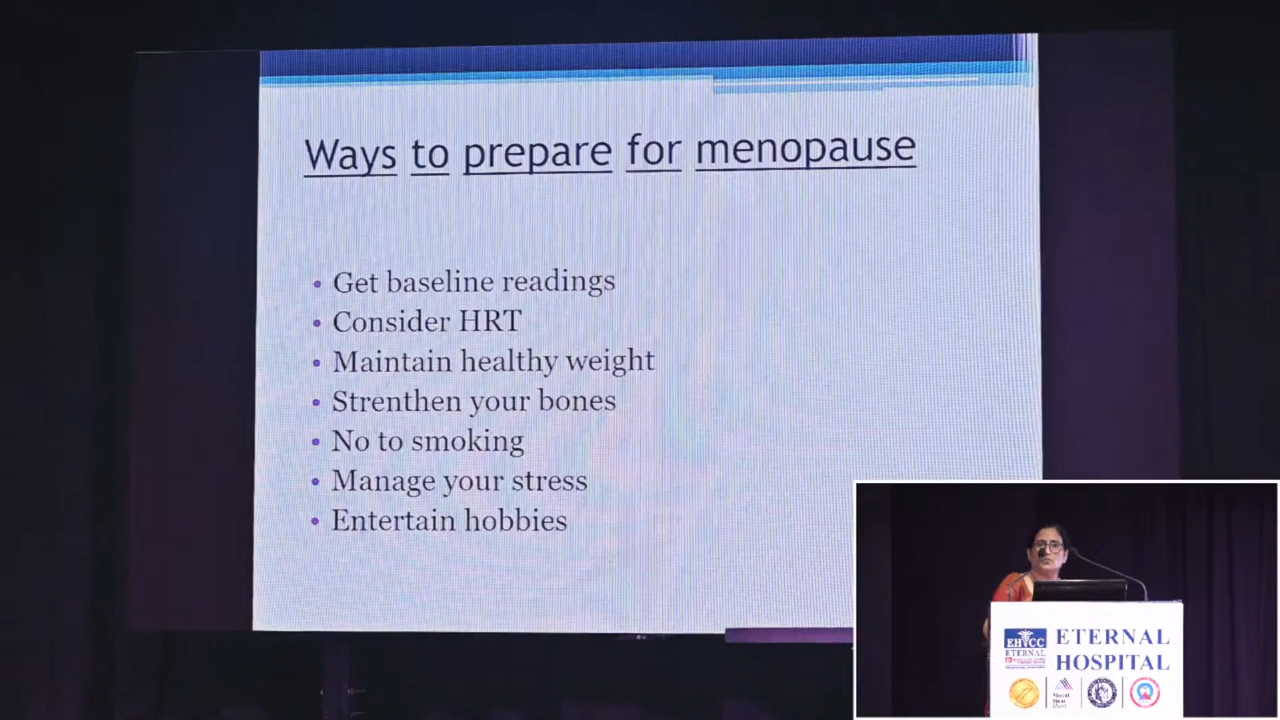 Ways to prepare for menopause
• Get baseline readings
• Consider HRT
• Maintain healthy weight
• Strenthen your bones
• No to smoking
• Manage your stress
• Entertain hobbies
EHCC
ETERNAL
ETERNAL
HOSPITAL